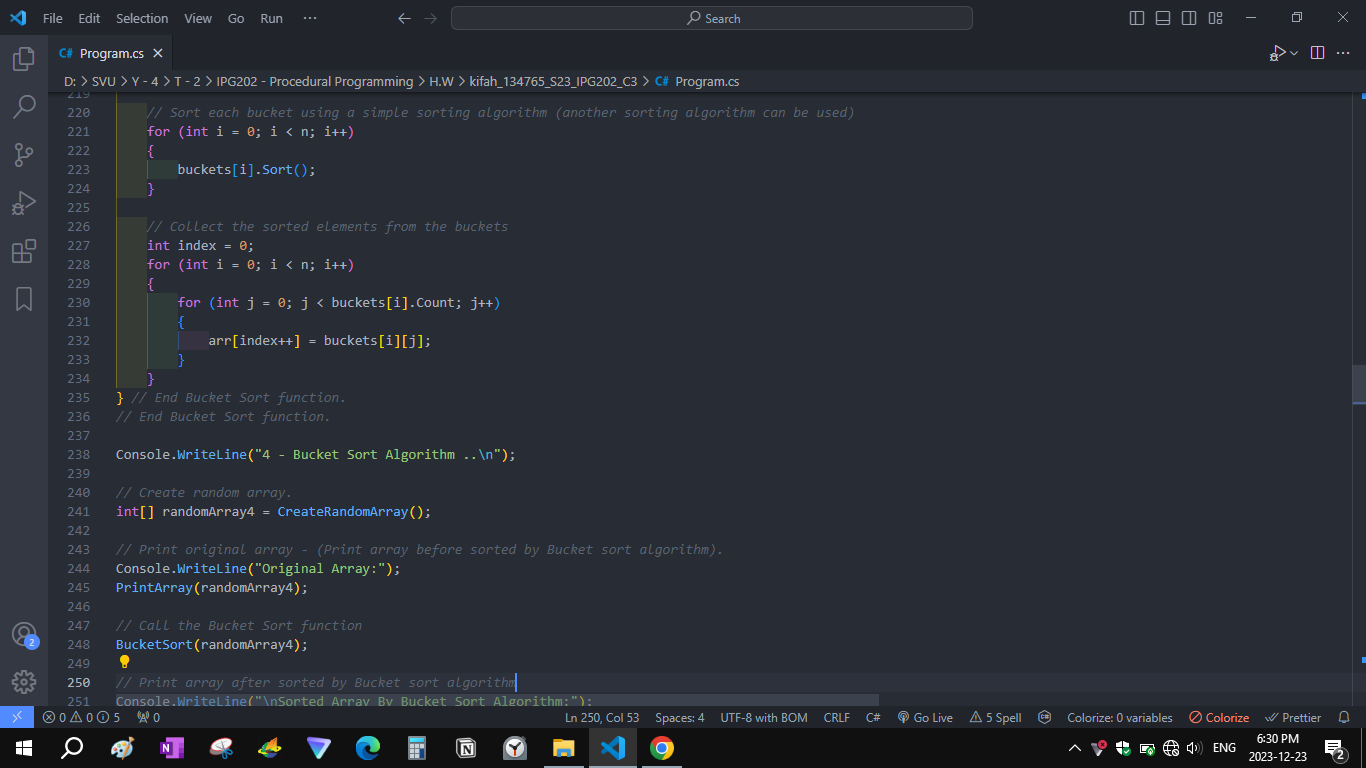 File Edit Selection View Go Run ··· Search
C# Program.cs
D: > SVU > Y - 4 > T - 2 > IPG202 - Procedural Programming > H.W > kifah_134765_S23_IPG202_C3 > C# Program.cs
219
220 // Sort each bucket using a simple sorting algorithm (another sorting algorithm can be used)
221 for (int i = 0; i < n; i++)
222 {
223 buckets[i].Sort();
224 }
225
226 // Collect the sorted elements from the buckets
227 int index = 0;
228 for (int i = 0; i < n; i++)
229 {
230 for (int j = 0; j < buckets[i].Count; j++)
231 {
232 arr[index++] = buckets[i][j];
233 }
234 }
235 } // End Bucket Sort function.
236 // End Bucket Sort function.
237
238 Console.WriteLine("4 - Bucket Sort Algorithm ..\n");
239
240 // Create random array.
241 int[] randomArray4 = CreateRandomArray();
242
243 // Print original array - (Print array before sorted by Bucket sort algorithm).
244 Console.WriteLine("Original Array:");
245 PrintArray(randomArray4);
246
247 // Call the Bucket Sort function
248 BucketSort(randomArray4);
249
250 // Print array after sorted by Bucket sort algorithm
251 Console.WriteLine("\nSorted Array By Bucket Sort Algorithm:");
2
0 0 5 0 Ln 250, Col 53 Spaces: 4 UTF-8 with BOM CRLF C# Go Live 5 Spell Colorize: 0 variables Colorize Prettier
ENG 6:30 PM
2023-12-23 2